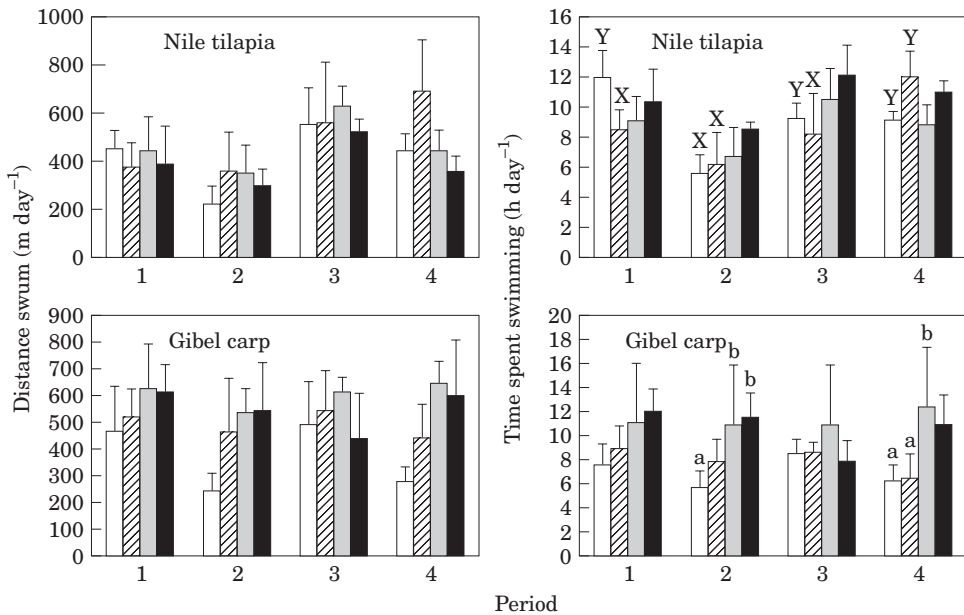 Distance swum (m day⁻¹)
1000
800
600
400
200
0
Nile tilapia
1 2 3 4
900
800
700
600
500
400
300
200
100
0
Gibel carp
1 2 3 4
Time spent swimming (h day⁻¹)
16
14
12
10
8
6
4
2
0
Nile tilapia
Y X X X Y X Y Y
1 2 3 4
20
18
16
14
12
10
8
6
4
2
0
Gibel carp
a b b a a b
1 2 3 4
Period